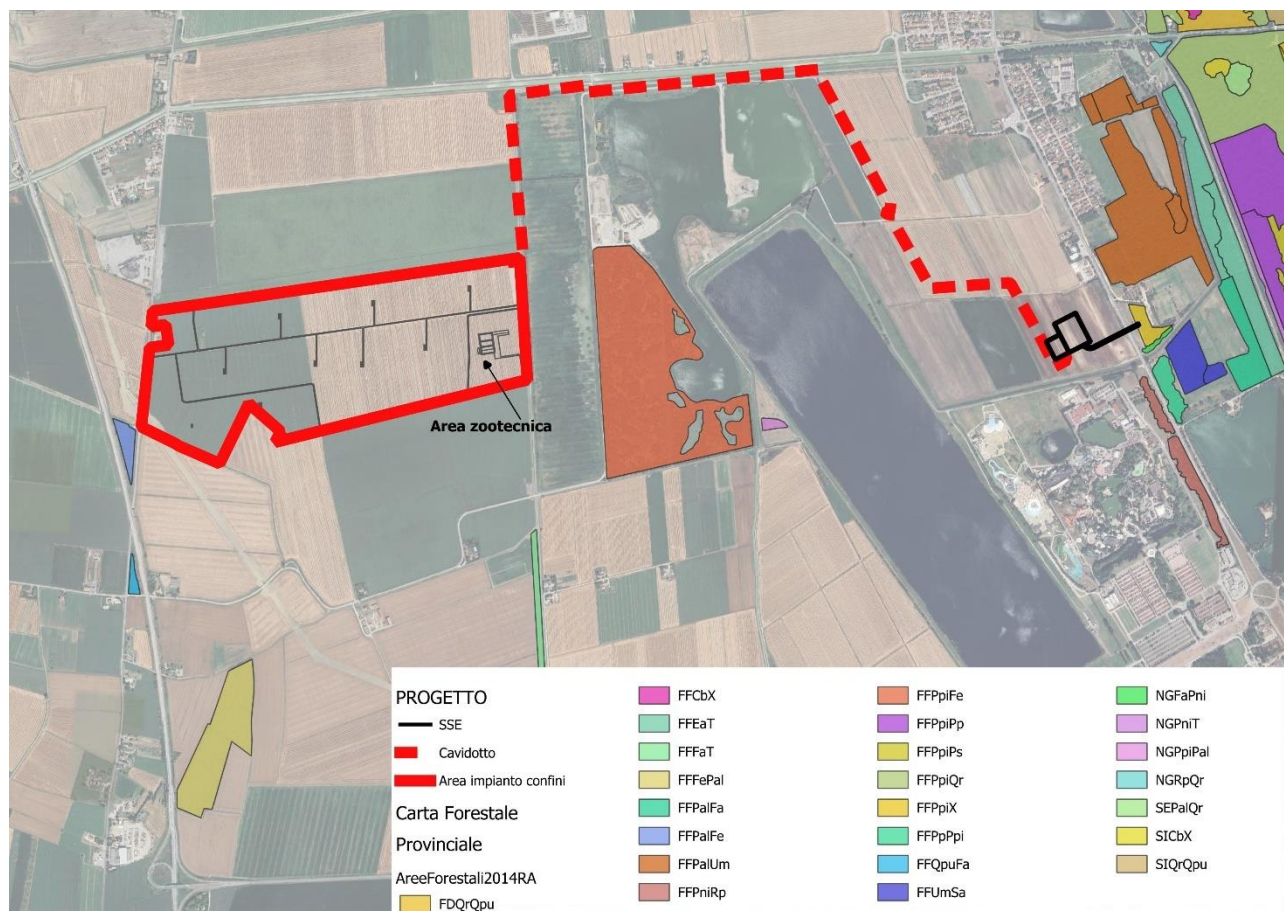 Area zootecnica
PROGETTO
SSE
Cavidotto
Area impianto confini
Carta Forestale
Provinciale
AreeForestali2014RA
FDQrQpu
FFCbX
FFEaT
FFFaT
FFFePal
FFPalFa
FFPalFe
FFPalUm
FFPniRp
FFPpiFe
FFPpiPp
FFPpiPs
FFPpiQr
FFPpiX
FFPpPpi
FFQpuFa
FFUmSa
NGFaPni
NGPniT
NGPpiPal
NGRpQr
SEPalQr
SICbX
SIQrQpu